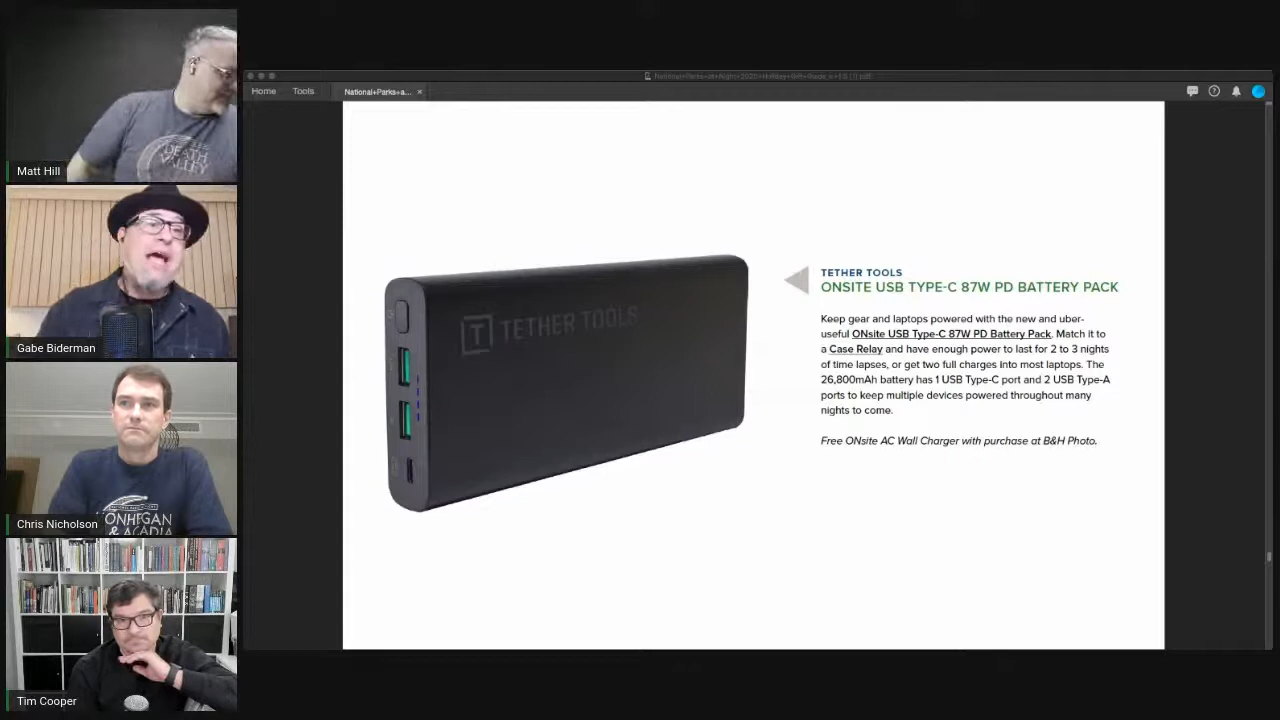 DEATH
VALLEY
Matt Hill
Gabe Biderman
ONHEGAN
& ACADIA
Chris Nicholson
Tim Cooper
Home Tools National+Parks+a... ×
TETHER TOOLS
TETHER TOOLS
ONSITE USB TYPE-C 87W PD BATTERY PACK
Keep gear and laptops powered with the new and uber-
useful ONsite USB Type-C 87W PD Battery Pack. Match it to
a Case Relay and have enough power to last for 2 to 3 nights
of time lapses, or get two full charges into most laptops. The
26,800mAh battery has 1 USB Type-C port and 2 USB Type-A
ports to keep multiple devices powered throughout many
nights to come.
Free ONsite AC Wall Charger with purchase at B&H Photo.